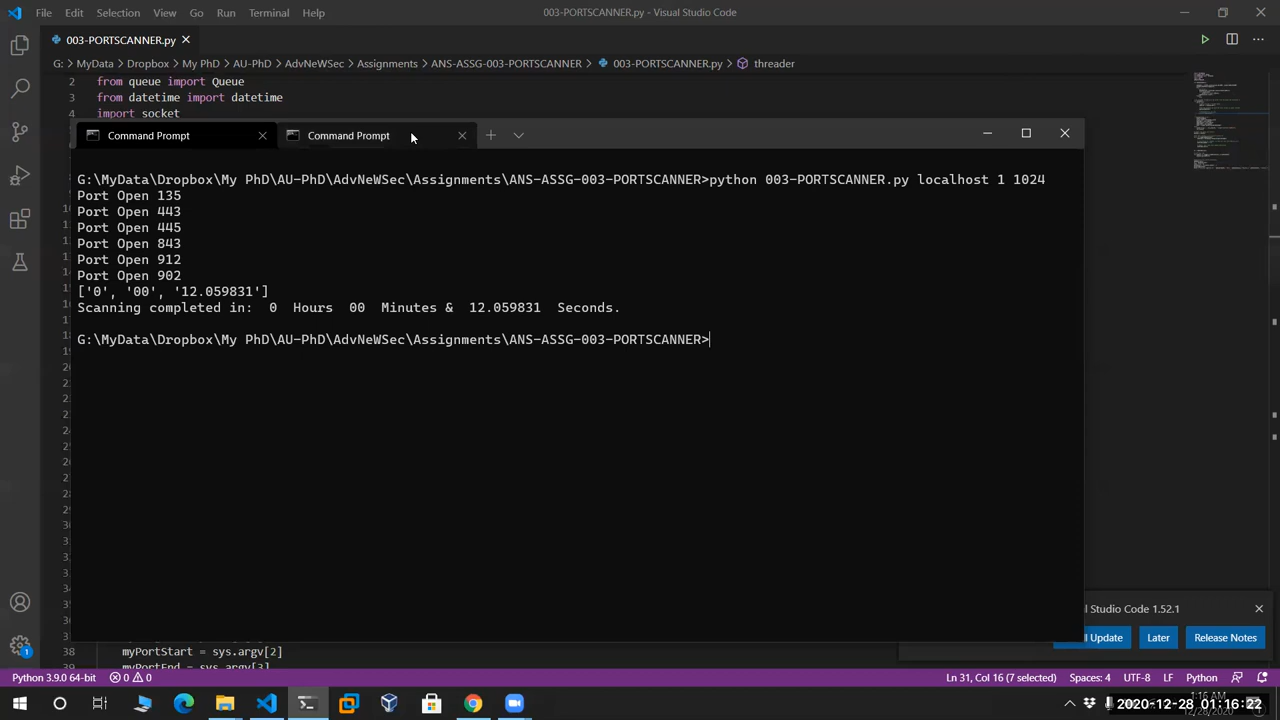 File Edit Selection View Go Run Terminal Help 003-PORTSCANNER.py - Visual Studio Code
003-PORTSCANNER.py
G: > MyData > Dropbox > My PhD > AU-PhD > AdvNeWSec > Assignments > ANS-ASSG-003-PORTSCANNER > 003-PORTSCANNER.py > threader
2 from queue import Queue
3 from datetime import datetime
4 import socket
Command Prompt Command Prompt
G:\MyData\Dropbox\My PhD\AU-PhD\AdvNeWSec\Assignments\ANS-ASSG-003-PORTSCANNER>python 003-PORTSCANNER.py localhost 1 1024
Port Open 135
Port Open 443
Port Open 445
Port Open 843
Port Open 912
Port Open 902
['0', '00', '12.059831']
Scanning completed in: 0 Hours 00 Minutes & 12.059831 Seconds.
G:\MyData\Dropbox\My PhD\AU-PhD\AdvNeWSec\Assignments\ANS-ASSG-003-PORTSCANNER>
Studio Code 1.52.1
Update Later Release Notes
38 myPortStart = sys.argv[2]
39 myPortEnd = sys.argv[3]
Python 3.9.0 64-bit 0 0 Ln 31, Col 16 (7 selected) Spaces: 4 UTF-8 LF Python
2020-12-28 01:16:22